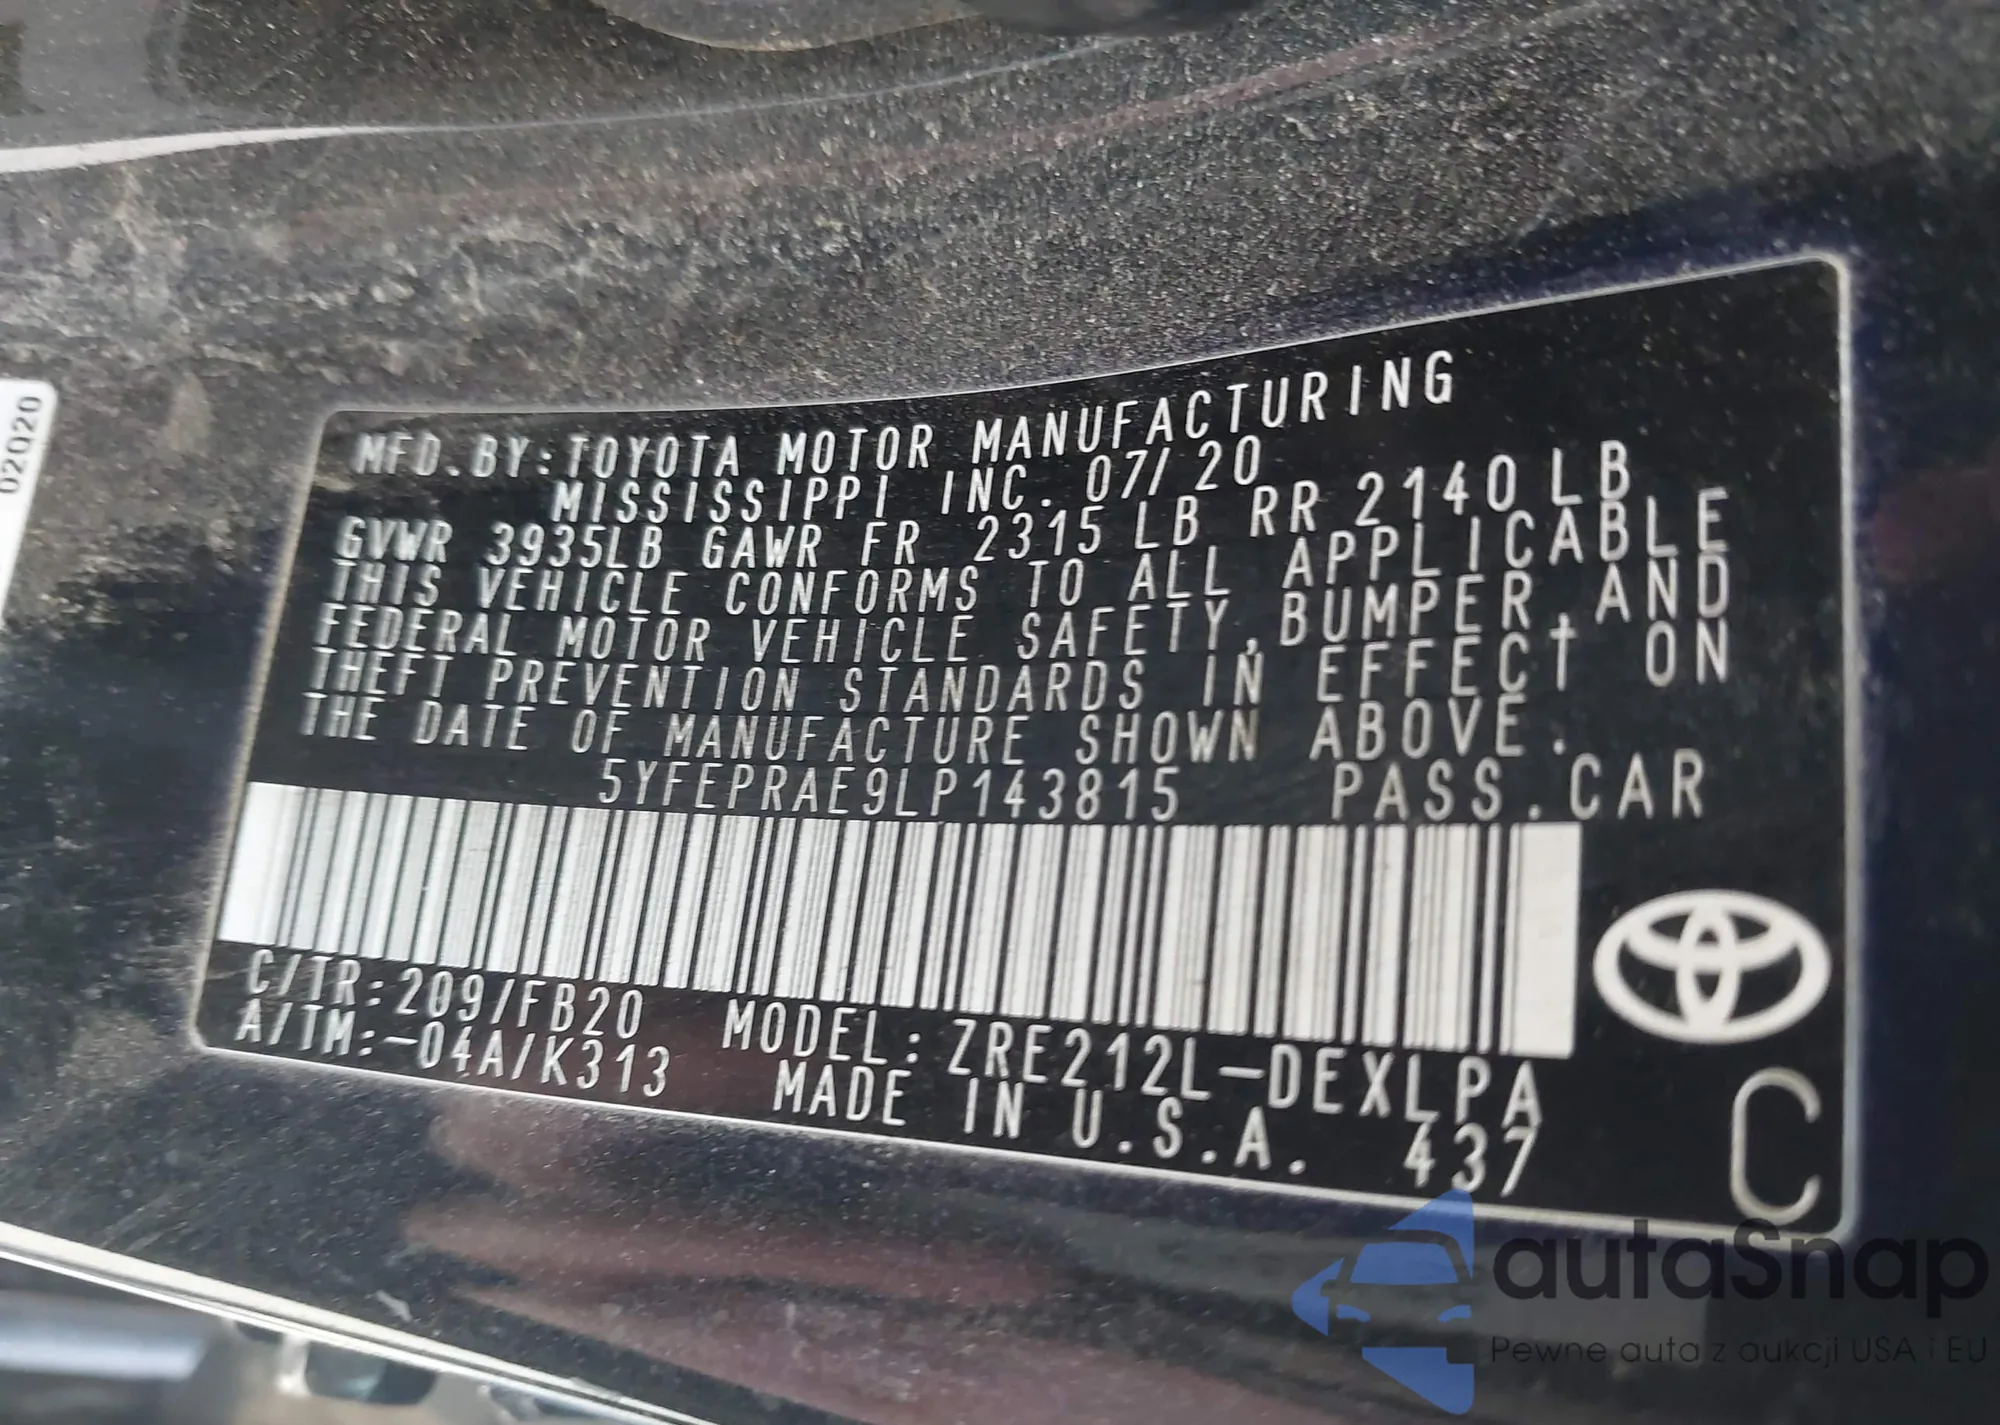 02020
MFD.BY:TOYOTA MOTOR MANUFACTURING
MISSISSIPPI INC. 07/20
GVWR 3935LB GAWR FR 2315 LB RR 2140 LB
THIS VEHICLE CONFORMS TO ALL APPLICABLE
FEDERAL MOTOR VEHICLE SAFETY,BUMPER,AND
THEFT PREVENTION STANDARDS IN EFFECT ON
THE DATE OF MANUFACTURE SHOWN ABOVE.
5YFEPRAE9LP143815 PASS.CAR
C/TR:209/FB20 MODEL:ZRE212L-DEXLPA
A/TM:-04A/K313 MADE IN U.S.A. 437
C
autaSnap
Pewne auta z aukcji USA i EU